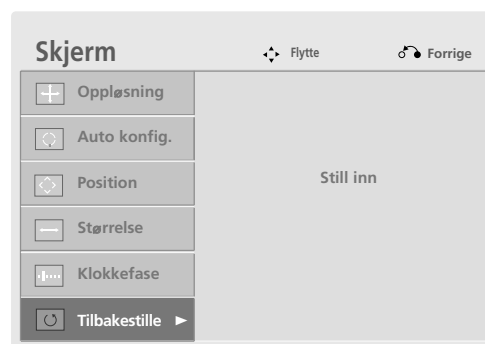 Skjerm Flytte Forrige
Oppløsning
Auto konfig.
Position
Still inn
Størrelse
Klokkefase
Tilbakestille